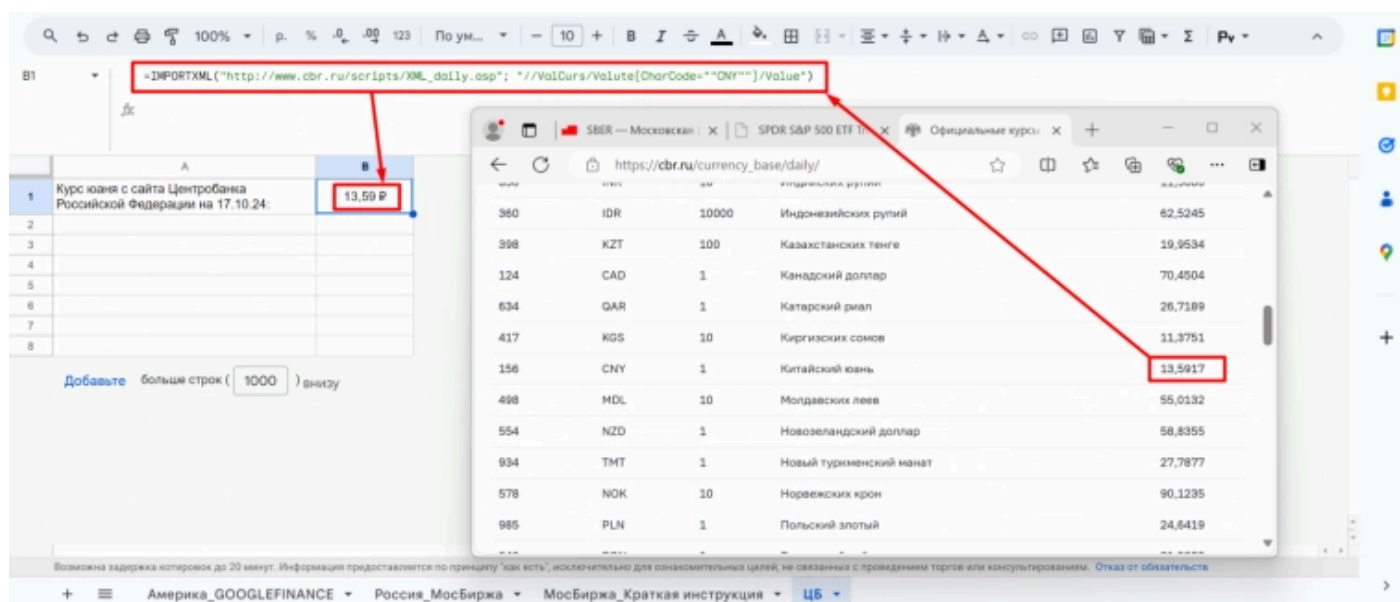 100% р. % .0 .00 123 По ум... 10 B I A Σ
B1
=IMPORTXML("http://www.cbr.ru/scripts/XML_daily.asp"; "//ValCurs/Valute[CharCode=""CNY""]/Value")
fx
A B
1 Курс юаня с сайта Центробанка
Российской Федерации на 17.10.24: 13,59 ₽
2
3
4
5
6
7
8
Добавьте больше строк ( 1000 ) внизу
SBER — Московская SPDR S&P 500 ETF Официальные курсы
https://cbr.ru/currency_base/daily/
360 IDR 10000 Индонезийских рупий 62,5245
398 KZT 100 Казахстанских тенге 19,9534
124 CAD 1 Канадский доллар 70,4504
634 QAR 1 Катарский риал 26,7189
417 KGS 10 Киргизских сомов 11,3751
156 CNY 1 Китайский юань 13,5917
498 MDL 10 Молдавских леев 55,0132
554 NZD 1 Новозеландский доллар 58,8355
934 TMT 1 Новый туркменский манат 27,7877
578 NOK 10 Норвежских крон 90,1235
985 PLN 1 Польский злотый 24,6419
Возможна задержка котировок до 20 минут. Информация предоставляется по принципу "как есть", исключительно для ознакомительных целей, не связанных с проведением торгов или консультированием. Отказ от обязательств
Америка_GOOGLEFINANCE Россия_МосБиржа МосБиржа_Краткая инструкция ЦБ